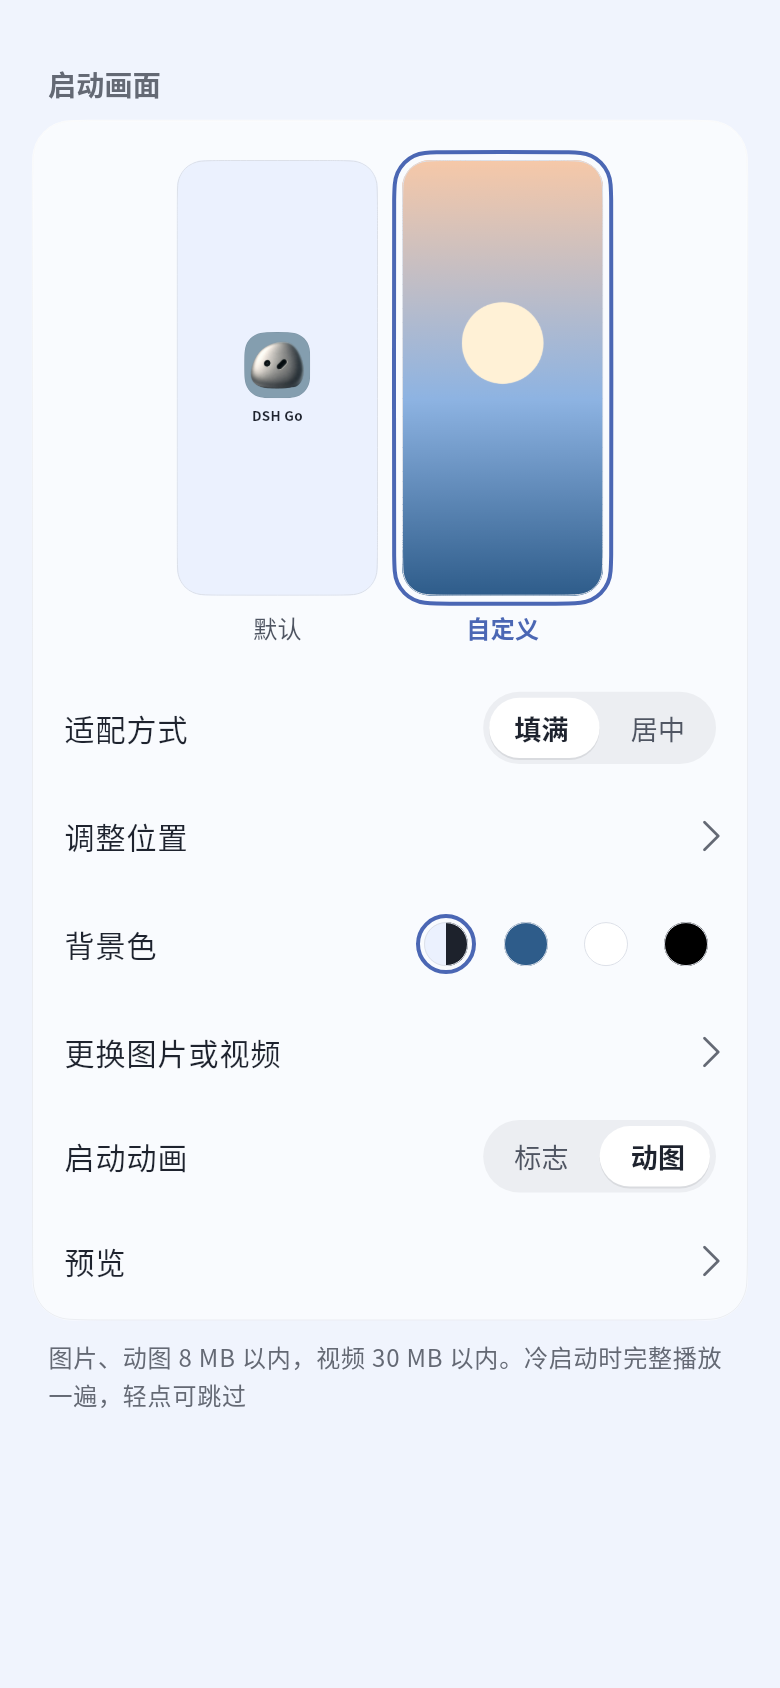 启动画面
DSH Go
默认
自定义
适配方式
填满
居中
调整位置
背景色
更换图片或视频
启动动画
标志
动图
预览
图片、动图 8 MB 以内，视频 30 MB 以内。冷启动时完整播放
一遍，轻点可跳过